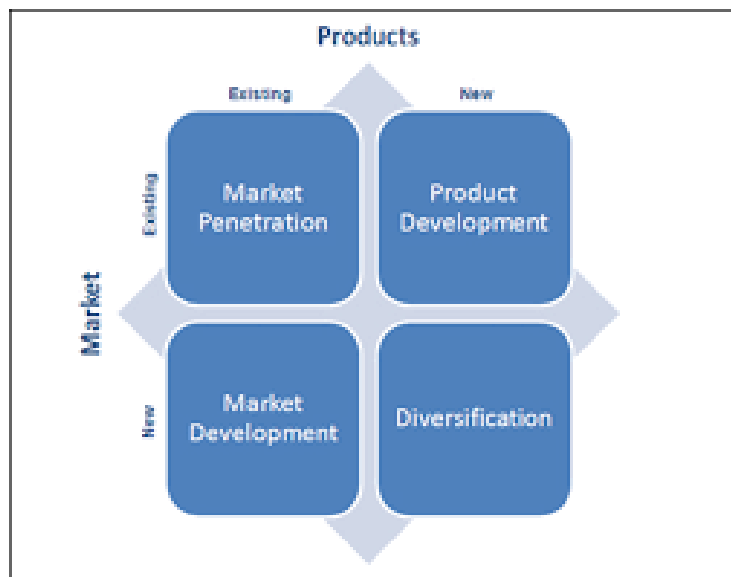 Products
Existing
New
Existing
Market
Penetration
Product
Development
Market
New
Market
Development
Diversification